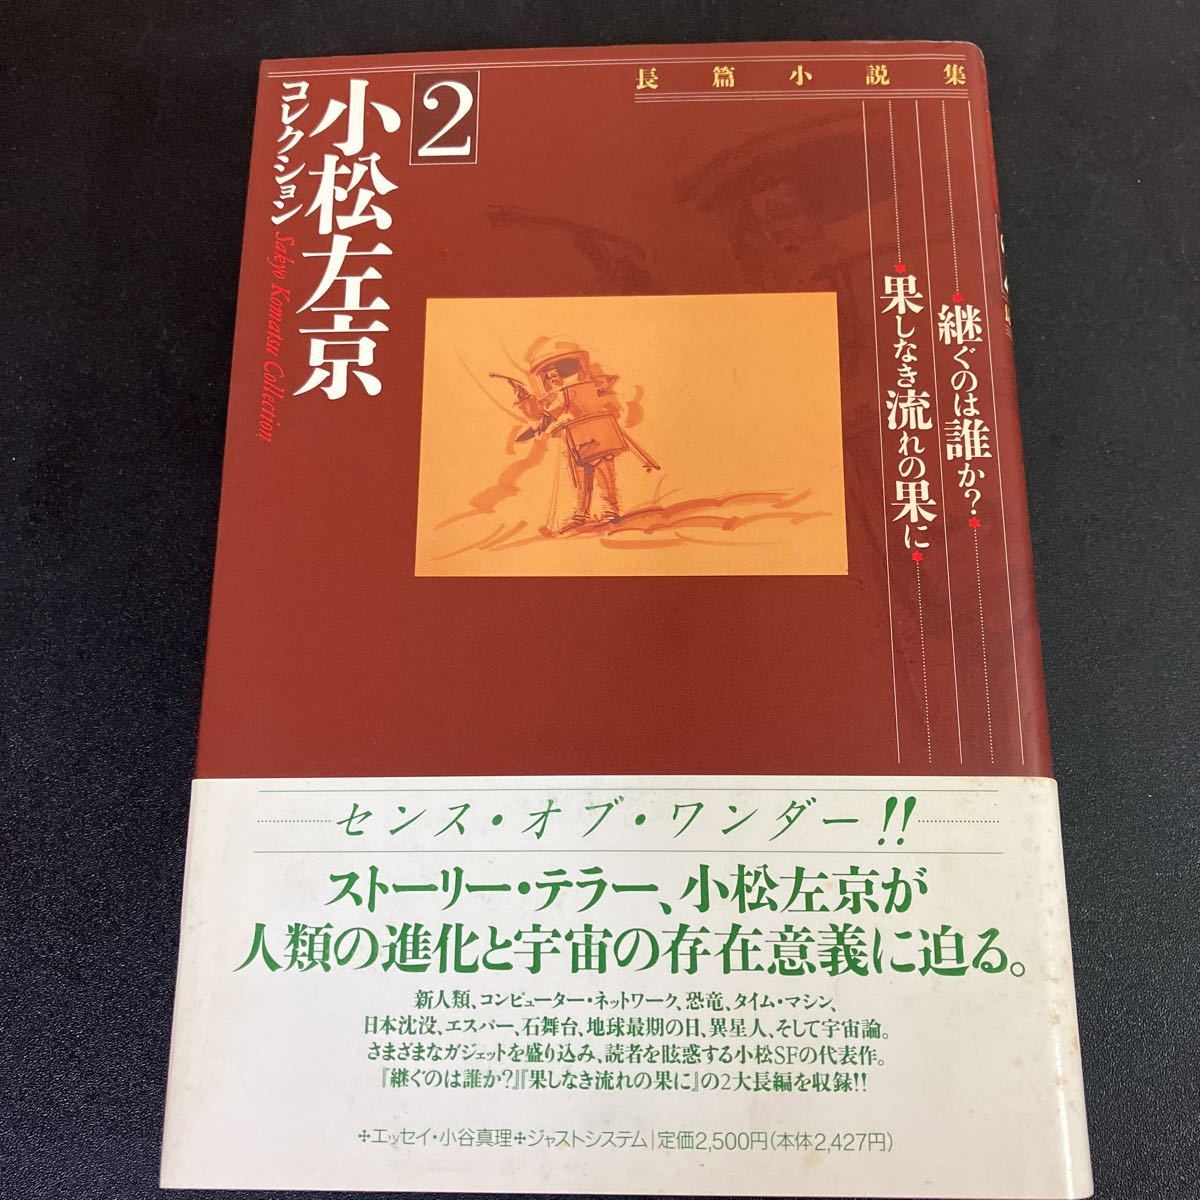 長篇小説集
継ぐのは誰か？
果しなき流れの果に
2
小松左京
コレクション
Sakyo Komatsu Collection
センス・オブ・ワンダー!!
ストーリー・テラー、小松左京が
人類の進化と宇宙の存在意義に迫る。
新人類、コンピューター・ネットワーク、恐竜、タイム・マシン、
日本沈没、エスパー、石舞台、地球最期の日、異星人、そして宇宙論。
さまざまなガジェットを盛り込み、読者を眩惑する小松SFの代表作。
『継ぐのは誰か?』『果しなき流れの果に』の2大長編を収録!!
✣エッセイ・小谷真理✣ジャストシステム|定価2,500円(本体2,427円)